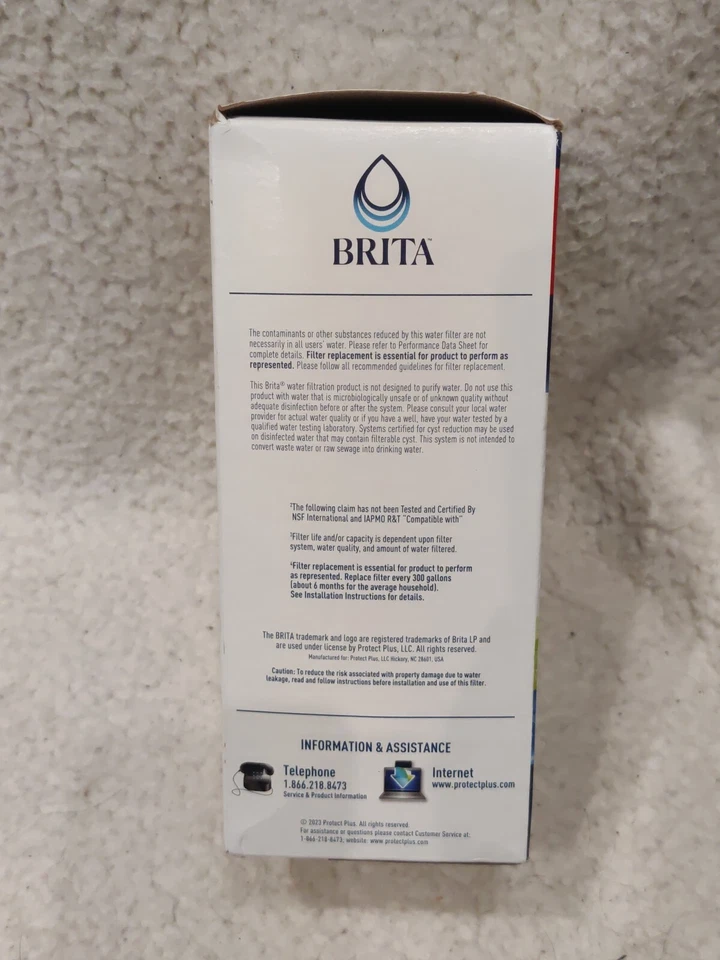 BRITA™
The contaminants or other substances reduced by this water filter are not
necessarily in all users' water. Please refer to Performance Data Sheet for
complete details. Filter replacement is essential for product to perform as
represented. Please follow all recommended guidelines for filter replacement.
This Brita® water filtration product is not designed to purify water. Do not use this
product with water that is microbiologically unsafe or of unknown quality without
adequate disinfection before or after the system. Please consult your local water
provider for actual water quality or if you have a well, have your water tested by a
qualified water testing laboratory. Systems certified for cyst reduction may be used
on disinfected water that may contain filterable cyst. This system is not intended to
convert waste water or raw sewage into drinking water.
The following claim has not been Tested and Certified By
NSF International and IAPMO R&T "Compatible with"
Filter life and/or capacity is dependent upon filter
system, water quality, and amount of water filtered.
⁴Filter replacement is essential for product to perform
as represented. Replace filter every 300 gallons
(about 6 months for the average household).
See Installation Instructions for details.
The BRITA trademark and logo are registered trademarks of Brita LP and
are used under license by Protect Plus, LLC. All rights reserved.
Manufactured for: Protect Plus, LLC Hickory, NC 28601, USA
Caution: To reduce the risk associated with property damage due to water
leakage, read and follow instructions before installation and use of this filter.
INFORMATION & ASSISTANCE
Telephone
1.866.218.8473
Service & Product Information
Internet
www.protectplus.com
© 2023 Protect Plus. All rights reserved.
For assistance or questions please contact Customer Service at:
1-866-218-8473; website: www.protectplus.com